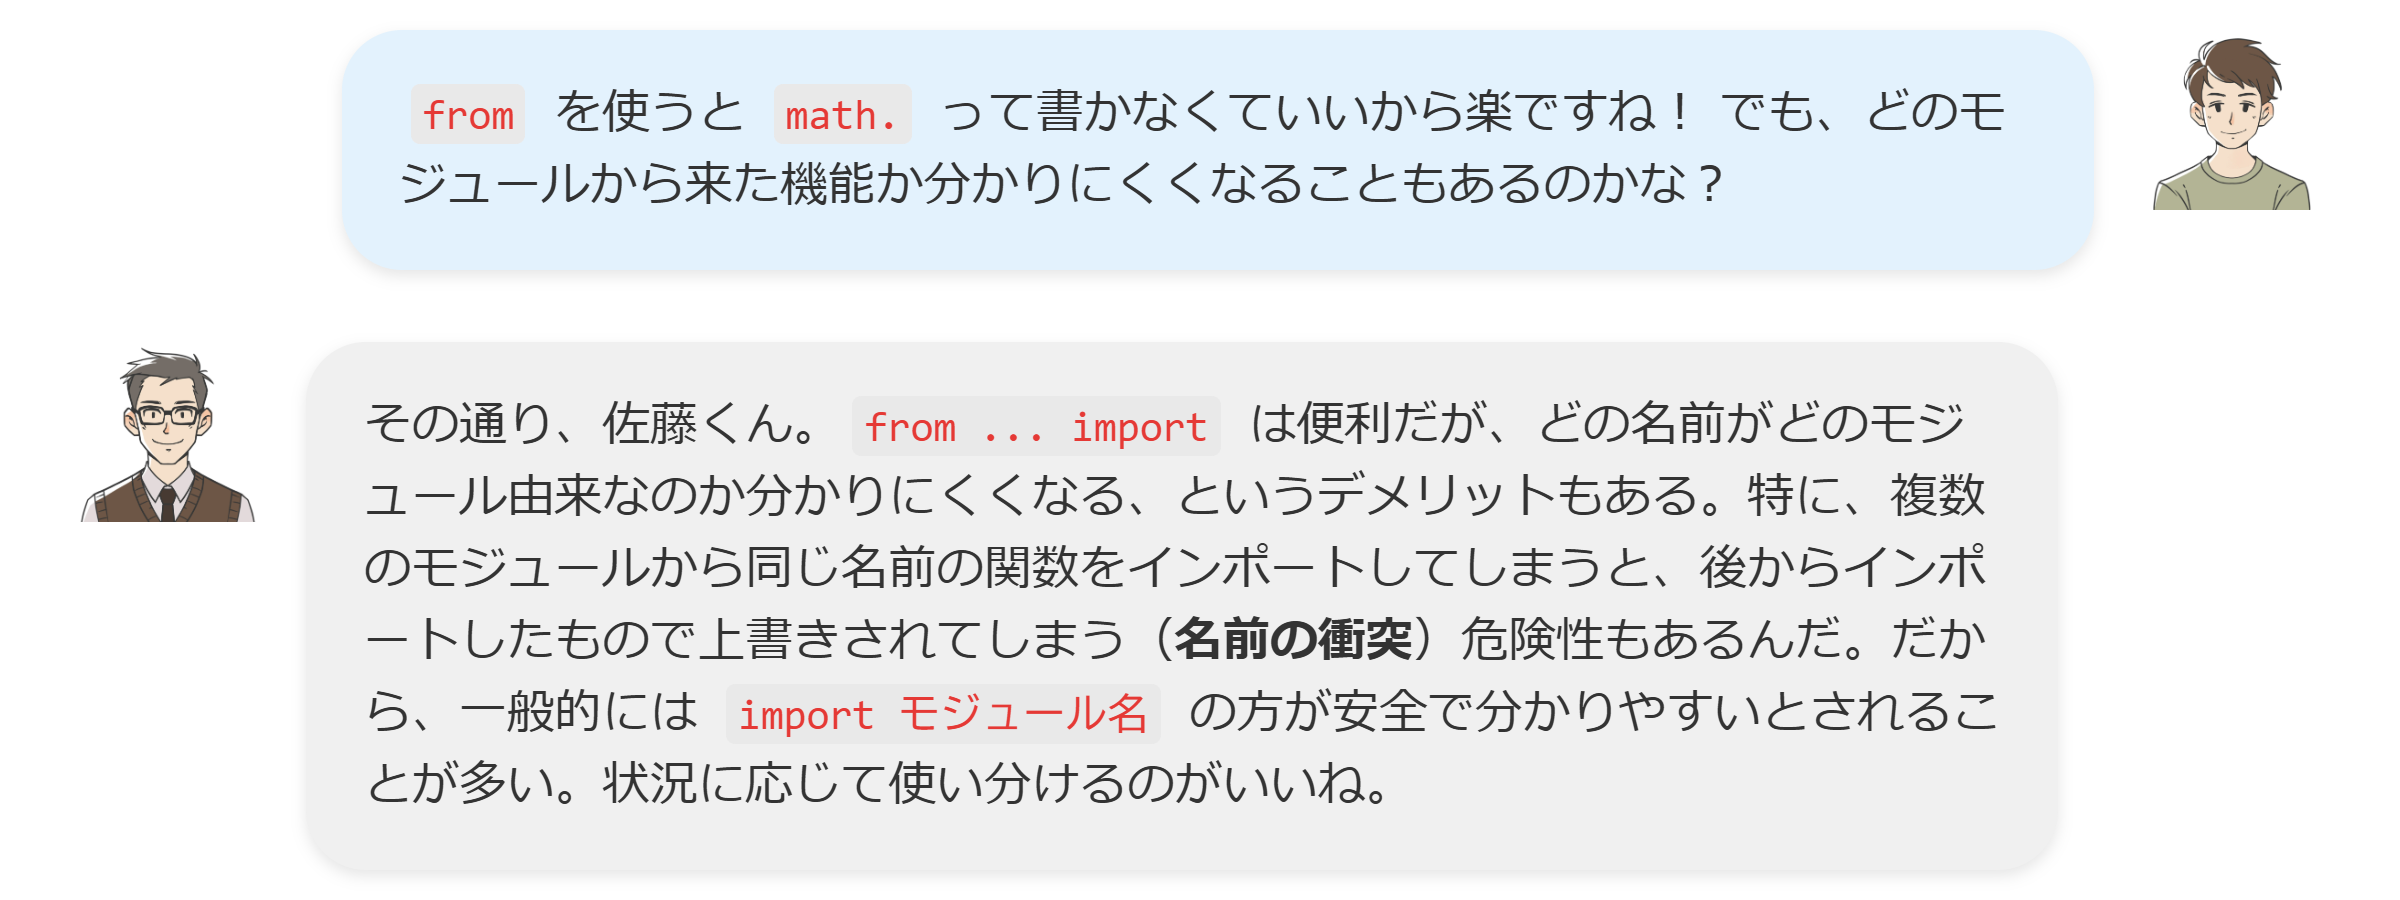 from を使うと math. って書かなくていいから楽ですね！ でも、どのモ
ジュールから来た機能か分かりにくくなることもあるのかな？
その通り、佐藤くん。 from ... import は便利だが、どの名前がどのモジ
ュール由来なのか分かりにくくなる、というデメリットもある。特に、複数
のモジュールから同じ名前の関数をインポートしてしまうと、後からインポ
ートしたもので上書きされてしまう（名前の衝突）危険性もあるんだ。だか
ら、一般的には import モジュール名 の方が安全で分かりやすいとされるこ
とが多い。状況に応じて使い分けるのがいいね。